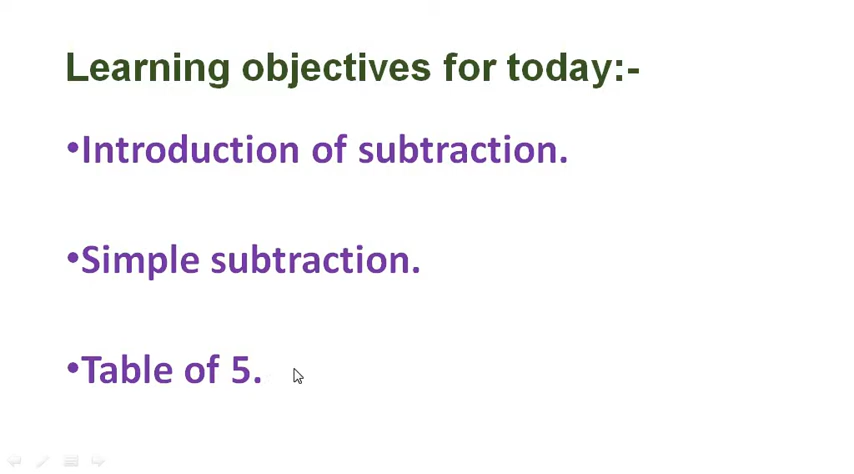 Learning objectives for today:-
•Introduction of subtraction.
•Simple subtraction.
•Table of 5.